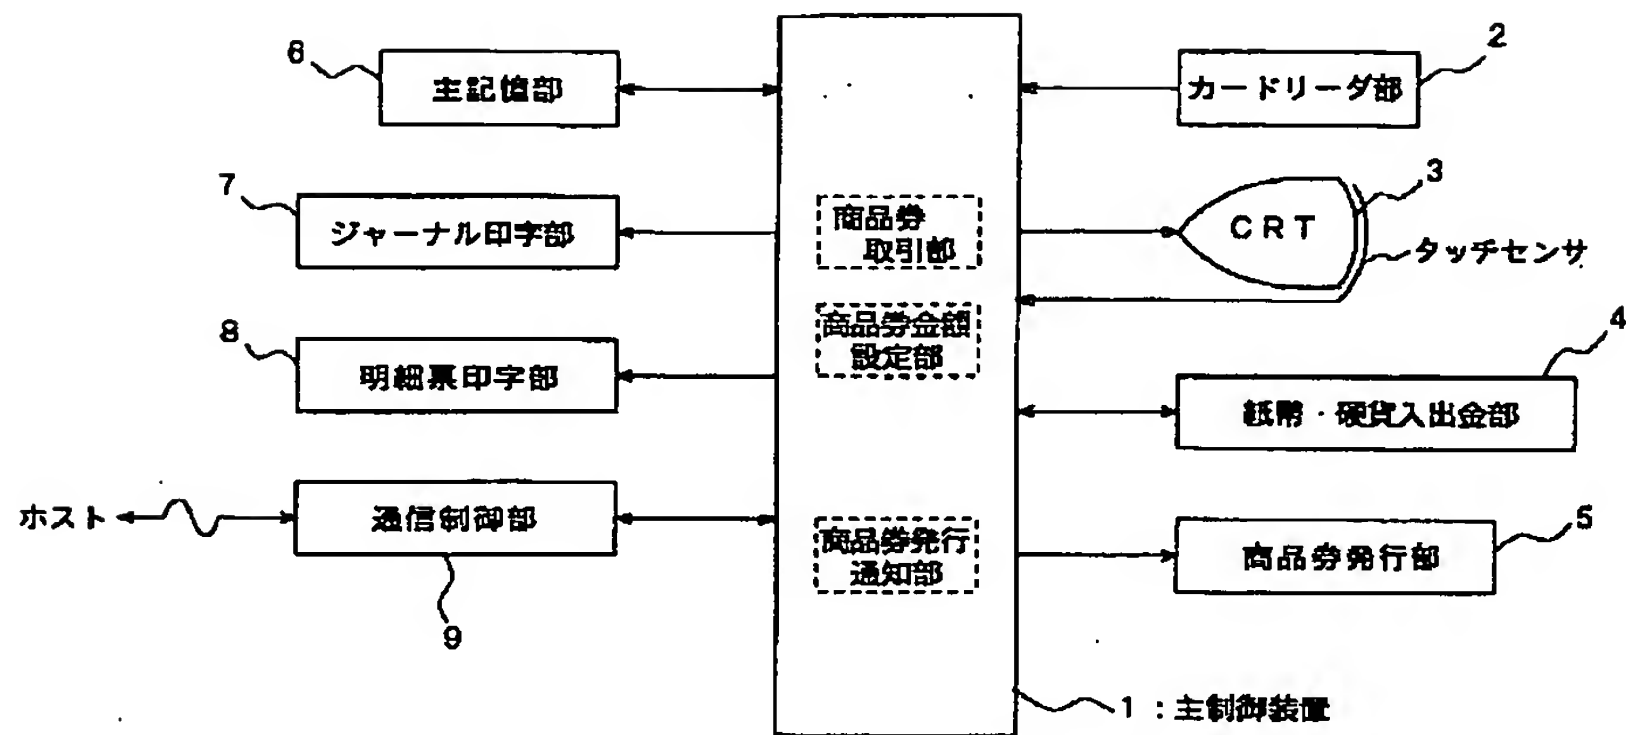 6
主記憶部
7
ジャーナル印字部
8
明細票印字部
ホスト
通信制御部
9
商品券
取引部
商品券金額
設定部
商品券発行
通知部
1:主制御装置
2
カードリーダ部
3
CRT
タッチセンサ
4
紙幣・硬貨入出金部
5
商品券発行部